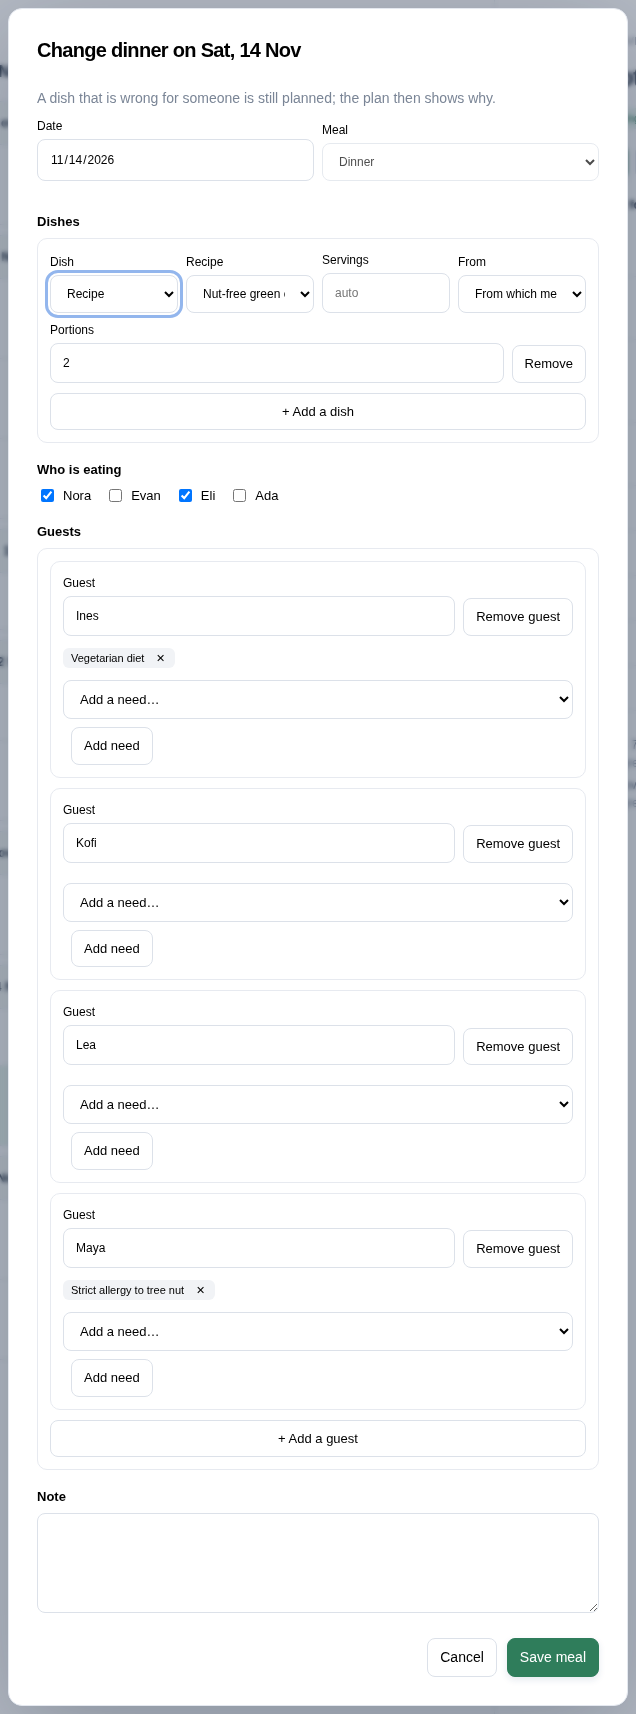 Change dinner on Sat, 14 Nov
A dish that is wrong for someone is still planned; the plan then shows why.
Date
Meal
11/14/2026
Dinner
Dishes
Dish
Recipe
Servings
From
Recipe
Nut-free green
auto
From which me
Portions
2
Remove
+ Add a dish
Who is eating
Nora
Evan
Eli
Ada
Guests
Guest
Ines
Remove guest
Vegetarian diet ✕
Add a need…
Add need
Guest
Kofi
Remove guest
Add a need…
Add need
Guest
Lea
Remove guest
Add a need…
Add need
Guest
Maya
Remove guest
Strict allergy to tree nut ✕
Add a need…
Add need
+ Add a guest
Note
Cancel
Save meal